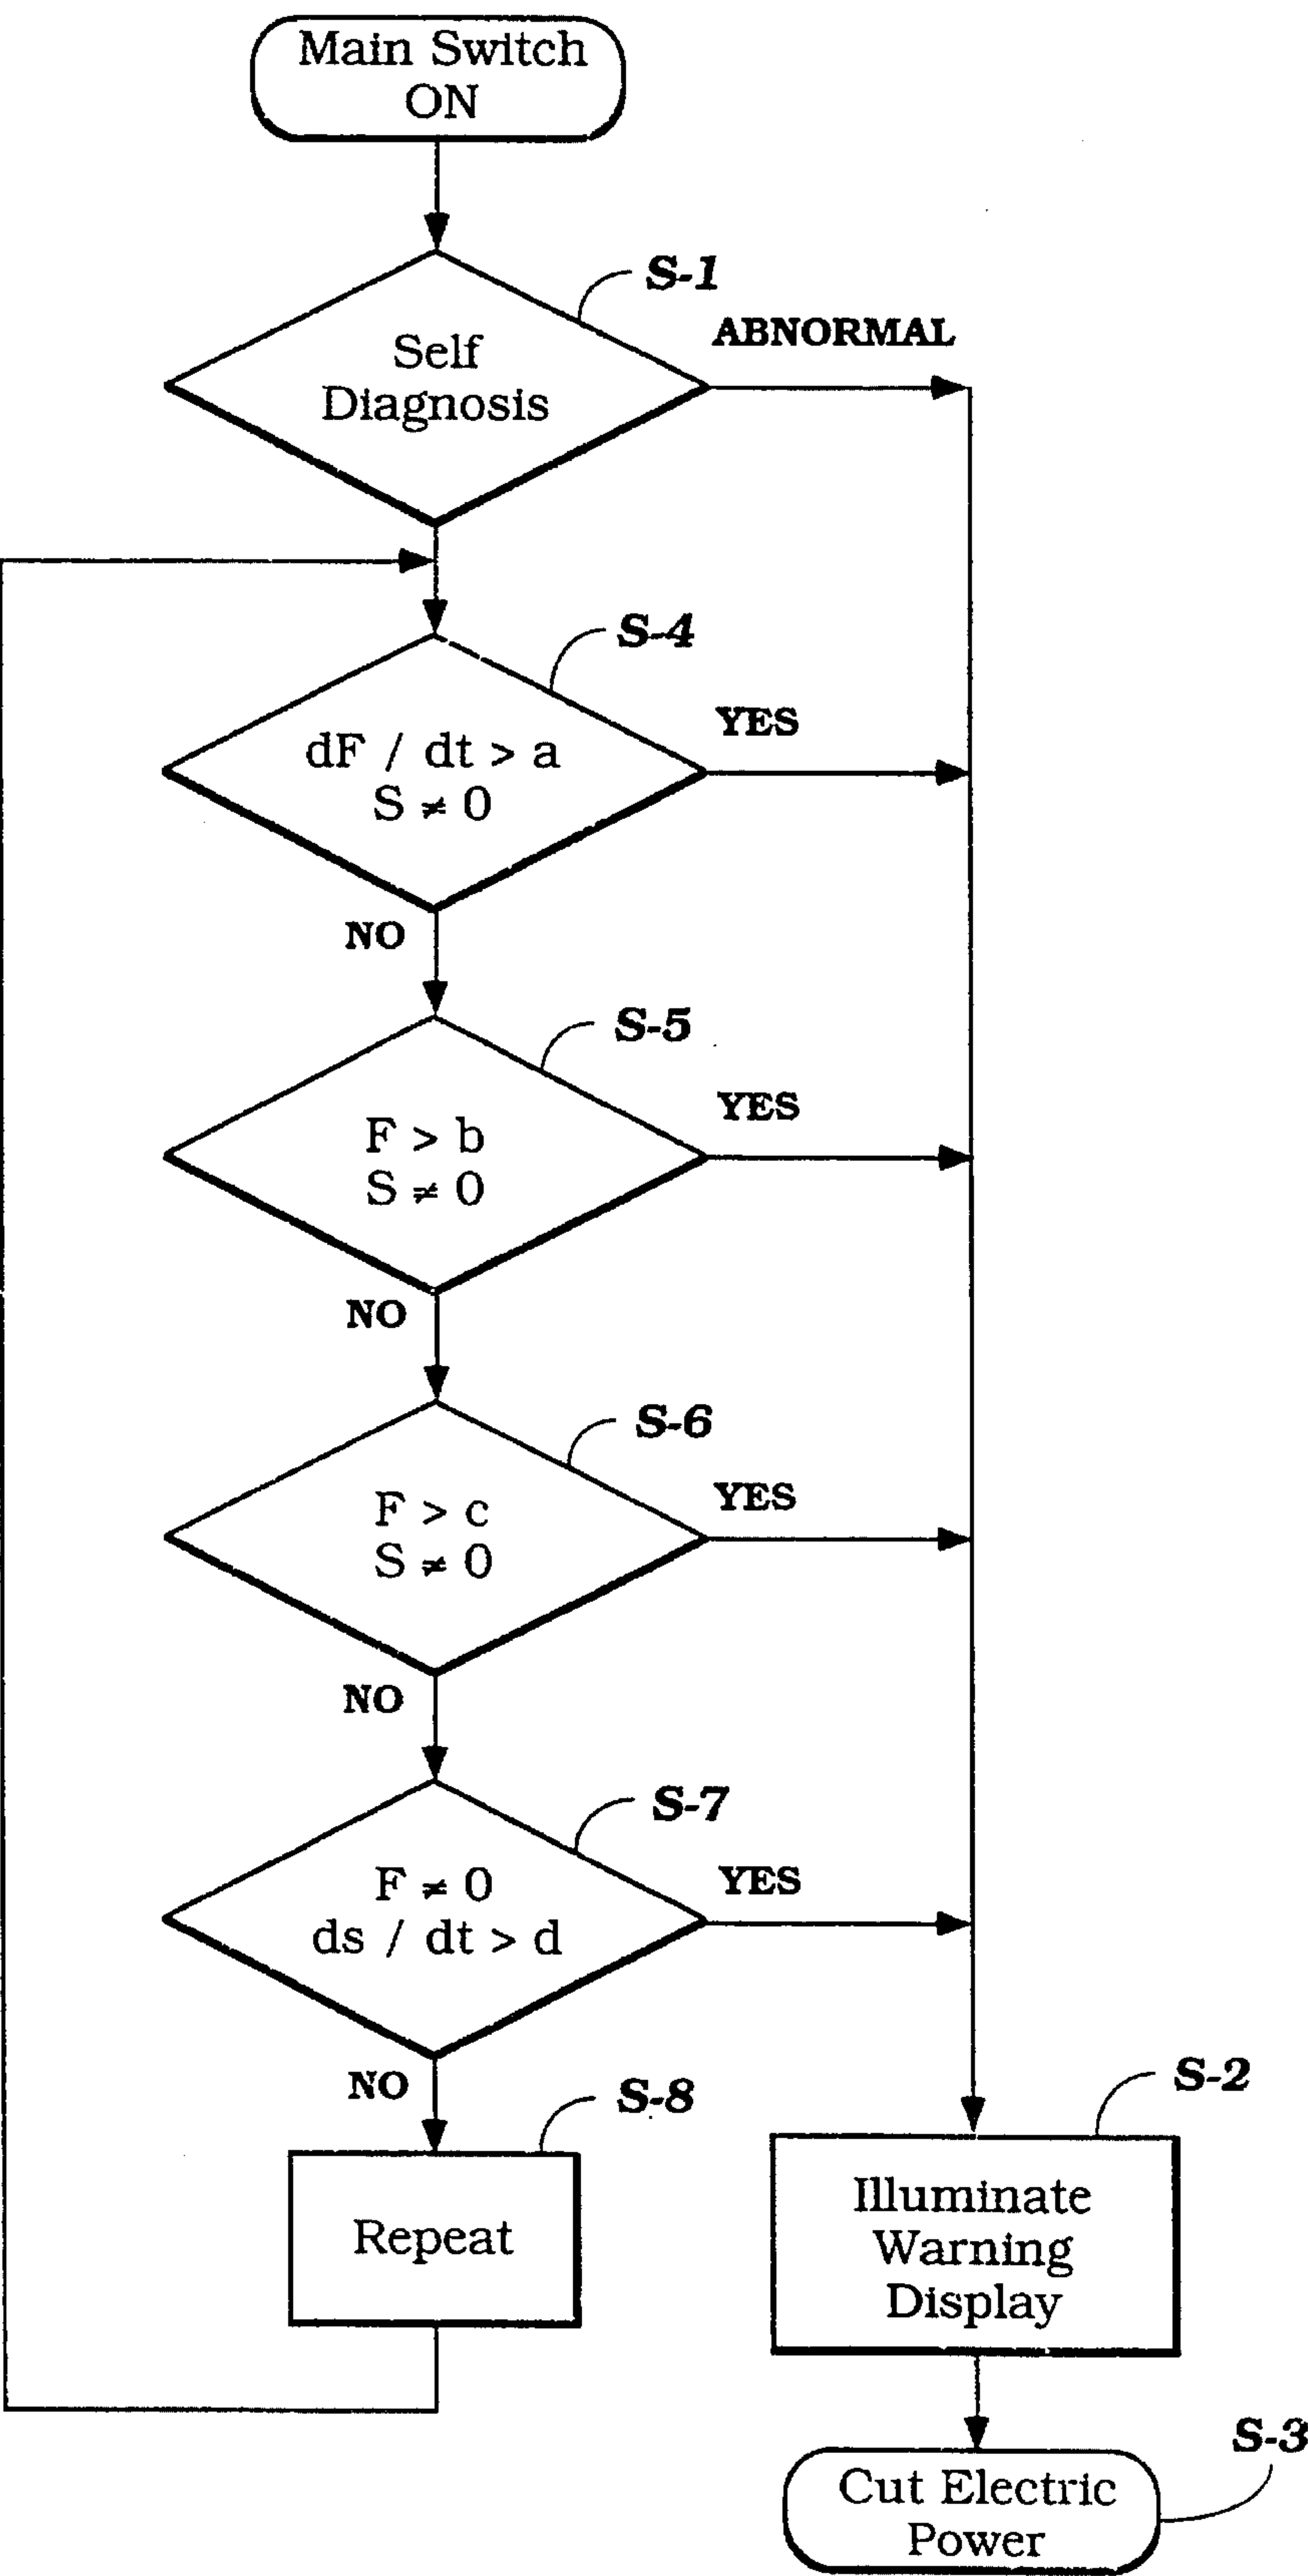 Main Switch
ON
S-1
ABNORMAL
Self
Diagnosis
S-4
YES
dF / dt > a
S ≠ 0
NO
S-5
YES
F > b
S ≠ 0
NO
S-6
YES
F > c
S ≠ 0
NO
S-7
YES
F ≠ 0
ds / dt > d
NO
S-8
S-2
Repeat
Illuminate
Warning
Display
S-3
Cut Electric
Power